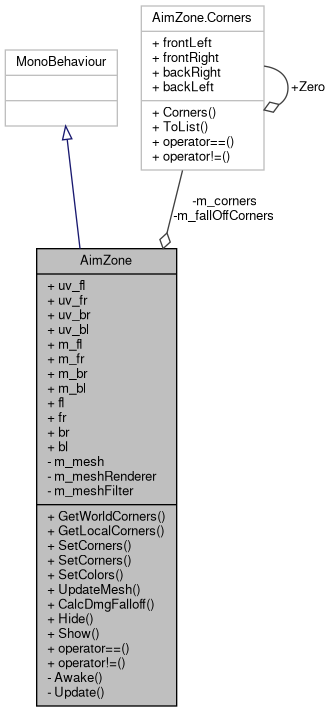 MonoBehaviour
AimZone.Corners
+ frontLeft
+ frontRight
+ backRight
+ backLeft
+ Corners()
+ ToList()
+ operator==()
+ operator!=()
+Zero
-m_corners
-m_fallOffCorners
AimZone
+ uv_fl
+ uv_fr
+ uv_br
+ uv_bl
+ m_fl
+ m_fr
+ m_br
+ m_bl
+ fl
+ fr
+ br
+ bl
- m_mesh
- m_meshRenderer
- m_meshFilter
+ GetWorldCorners()
+ GetLocalCorners()
+ SetCorners()
+ SetCorners()
+ SetColors()
+ UpdateMesh()
+ CalcDmgFalloff()
+ Hide()
+ Show()
+ operator==()
+ operator!=()
- Awake()
- Update()